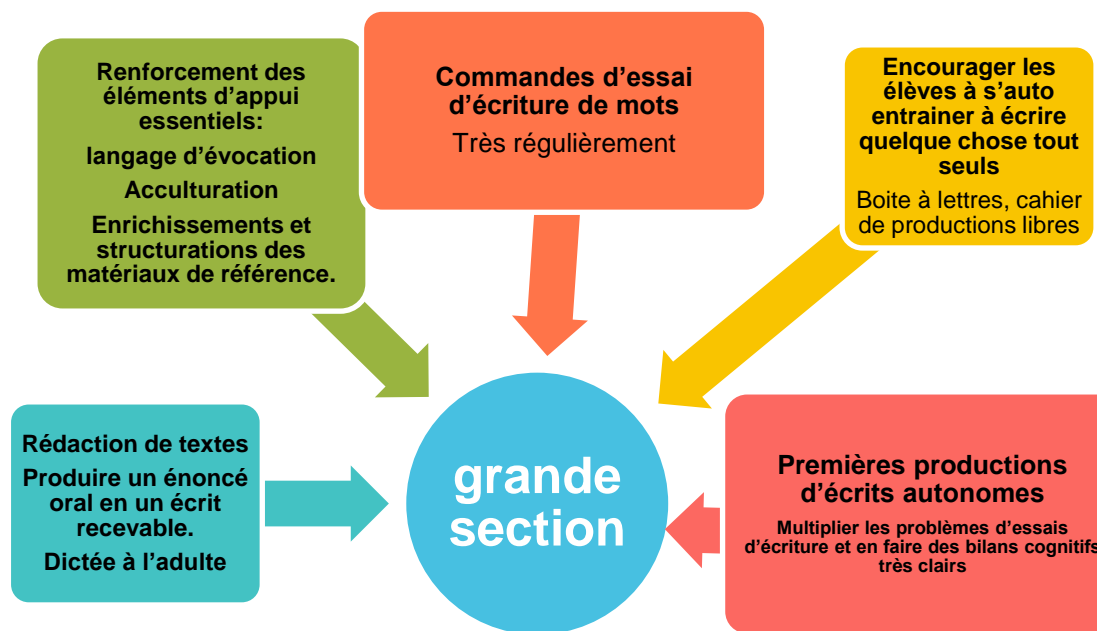 Renforcement des
éléments d'appui
essentiels:
langage d'évocation
Acculturation
Enrichissements et
structurations des
matériaux de référence.
Commandes d'essai
d'écriture de mots
Très régulièrement
Encourager les
élèves à s'auto
entrainer à écrire
quelque chose tout
seuls
Boite à lettres, cahier
de productions libres
Rédaction de textes
Produire un énoncé
oral en un écrit
recevable.
Dictée à l'adulte
grande
section
Premières productions
d'écrits autonomes
Multiplier les problèmes d'essais
d'écriture et en faire des bilans cognitifs
très clairs